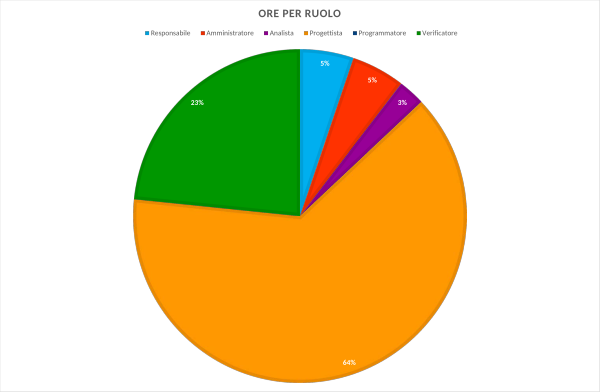 ORE PER RUOLO
Responsabile Amministratore Analista Progettista Programmatore Verificatore
5%
5%
3%
23%
64%